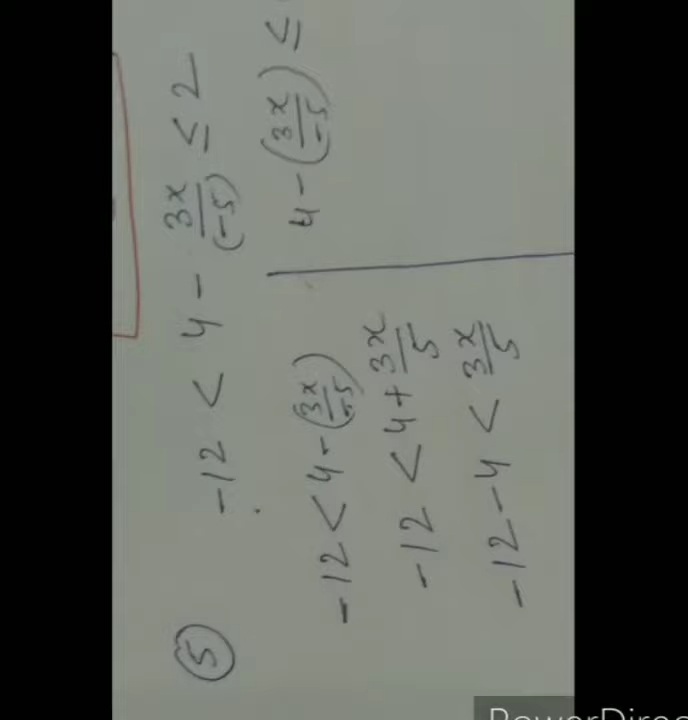 ⑤ -12 < 4 - 3x/(-5) ≤ 2
-12 < 4 - (3x/-5)
-12 < 4 + 3x/5
-12 - 4 < 3x/5
4 - (3x/-5) ≤